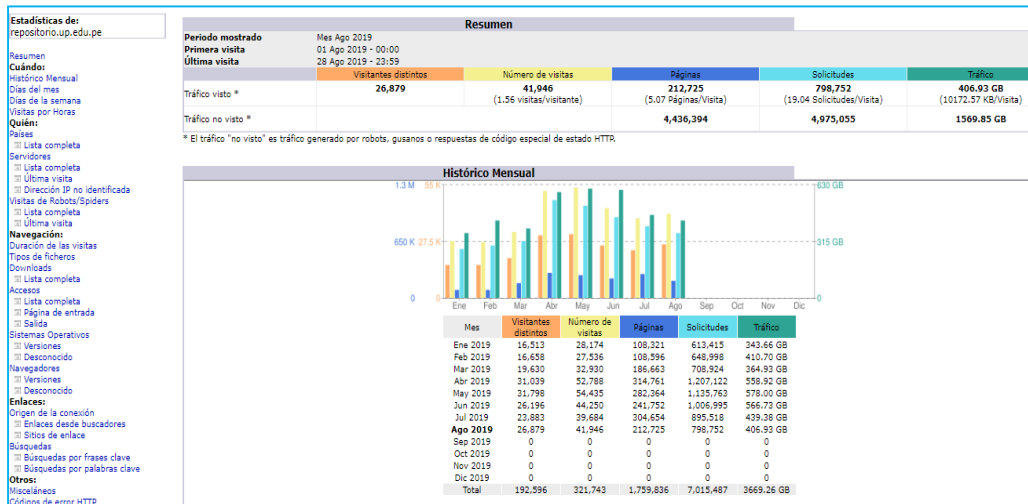 Estadísticas de:
repositorio.up.edu.pe
Resumen
Cuándo:
Histórico Mensual
Días del mes
Días de la semana
Visitas por Horas
Quién:
Países
Lista completa
Servidores
Lista completa
Última visita
Dirección IP no identificada
Visitas de Robots/Spiders
Lista completa
Última visita
Navegación:
Duración de las visitas
Tipos de ficheros
Downloads
Lista completa
Accesos
Lista completa
Página de entrada
Salida
Sistemas Operativos
Versiones
Desconocido
Navegadores
Versiones
Desconocido
Enlaces:
Origen de la conexión
Enlaces desde buscadores
Sitios de enlace
Búsquedas
Búsquedas por frases clave
Búsquedas por palabras clave
Otros:
Misceláneos
Códigos de error HTTP
Resumen
Periodo mostrado Mes Ago 2019
Primera visita 01 Ago 2019 - 00:00
Última visita 28 Ago 2019 - 23:59
Visitantes distintos Número de visitas Páginas Solicitudes Tráfico
Tráfico visto * 26,879 41,946 212,725 798,752 406.93 GB
(1.56 visitas/visitante) (5.07 Páginas/Visita) (19.04 Solicitudes/Visita) (10172.57 KB/Visita)
Tráfico no visto * 4,436,394 4,975,055 1569.85 GB
* El tráfico "no visto" es tráfico generado por robots, gusanos o respuestas de código especial de estado HTTP.
Histórico Mensual
1.3 M 55 K 630 GB
650 K 27.5 K 315 GB
0 0 0
Ene Feb Mar Abr May Jun Jul Ago Sep Oct Nov Dic
Mes Visitantes distintos Número de visitas Páginas Solicitudes Tráfico
Ene 2019 16,513 28,174 108,321 613,415 343.66 GB
Feb 2019 16,658 27,536 108,596 648,998 410.70 GB
Mar 2019 19,630 32,930 186,663 708,924 364.93 GB
Abr 2019 31,039 52,788 314,761 1,207,122 558.92 GB
May 2019 31,798 54,435 282,364 1,135,763 578.00 GB
Jun 2019 26,196 44,250 241,752 1,006,995 566.73 GB
Jul 2019 23,883 39,684 304,654 895,518 439.38 GB
Ago 2019 26,879 41,946 212,725 798,752 406.93 GB
Sep 2019 0 0 0 0 0
Oct 2019 0 0 0 0 0
Nov 2019 0 0 0 0 0
Dic 2019 0 0 0 0 0
Total 192,596 321,743 1,759,836 7,015,487 3669.26 GB